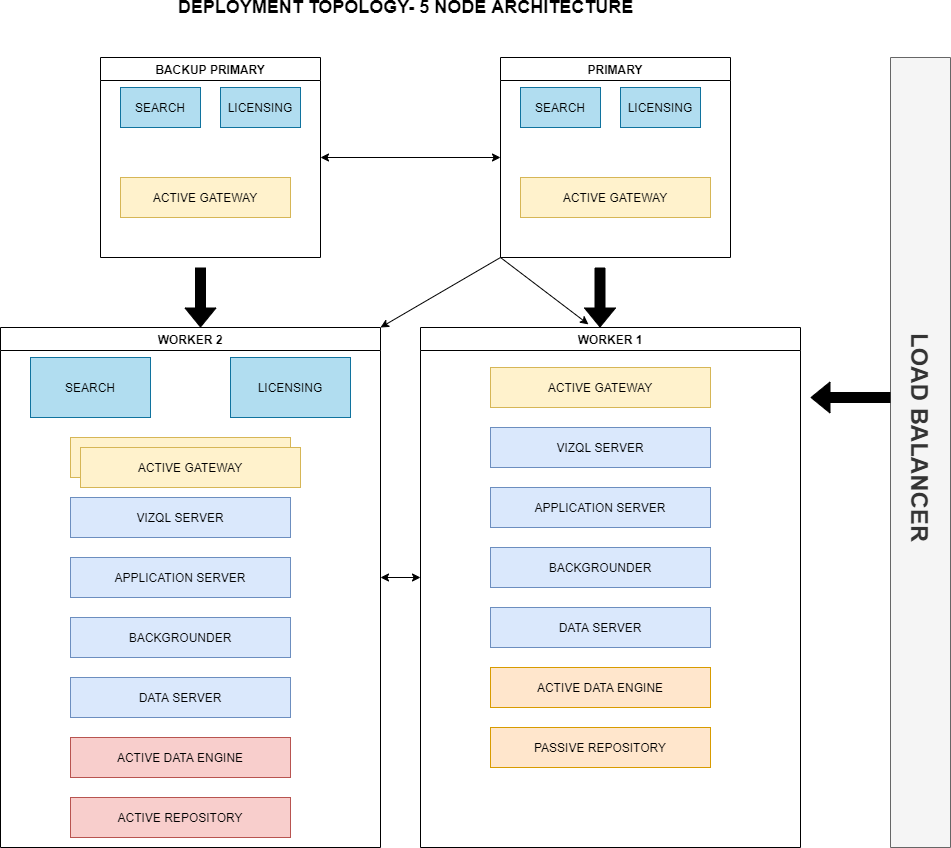 DEPLOYMENT TOPOLOGY- 5 NODE ARCHITECTURE
BACKUP PRIMARY
SEARCH
LICENSING
ACTIVE GATEWAY
PRIMARY
SEARCH
LICENSING
ACTIVE GATEWAY
WORKER 2
SEARCH
LICENSING
ACTIVE GATEWAY
VIZQL SERVER
APPLICATION SERVER
BACKGROUNDER
DATA SERVER
ACTIVE DATA ENGINE
ACTIVE REPOSITORY
WORKER 1
ACTIVE GATEWAY
VIZQL SERVER
APPLICATION SERVER
BACKGROUNDER
DATA SERVER
ACTIVE DATA ENGINE
PASSIVE REPOSITORY
LOAD BALANCER